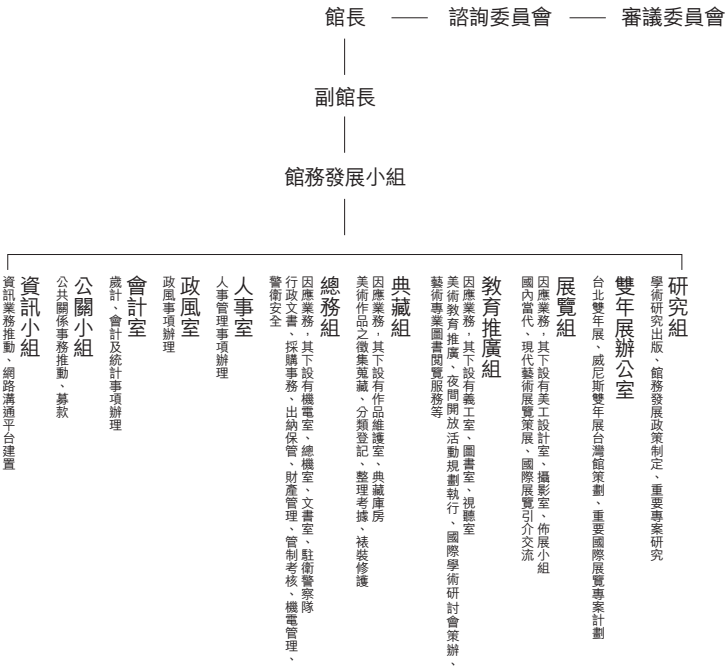 館長 諮詢委員會 審議委員會
副館長
館務發展小組
研究組
學術研究出版、館務發展政策制定、重要專案研究
雙年展辦公室
台北雙年展、威尼斯雙年展台灣館策劃、重要國際展覽專案計劃
展覽組
因應業務，其下設有美工設計室、攝影室、佈展小組
國內當代、現代藝術展覽策展、國際展覽引介交流
教育推廣組
因應業務，其下設有義工室、圖書室、視聽室
美術教育推廣、夜間開放活動規劃執行、國際學術研討會策辦、
藝術專業圖書閱覽服務等
典藏組
因應業務，其下設有作品維護室、典藏庫房
美術作品之徵集蒐藏、分類登記、整理考據、裱裝修護
總務組
因應業務，其下設有機電室、總機室、文書室、駐衛警察隊
行政文書、採購事務、出納保管、財產管理、管制考核、機電管理、
警衛安全
人事室
人事管理事項辦理
政風室
政風事項辦理
會計室
歲計、會計及統計事項辦理
公關小組
公共關係事務推動、募款
資訊小組
資訊業務推動、網路溝通平台建置